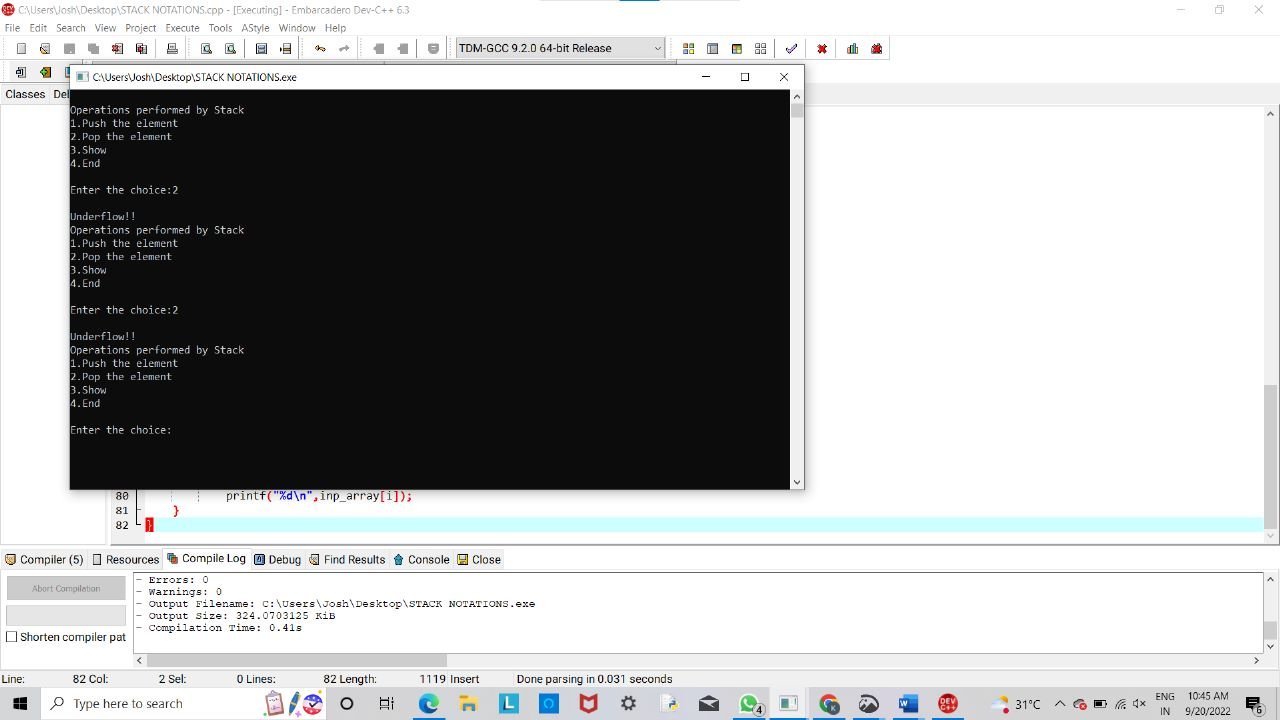 C:\Users\Josh\Desktop\STACK NOTATIONS.cpp - [Executing] - Embarcadero Dev-C++ 6.3
File Edit Search View Project Execute Tools AStyle Window Help
TDM-GCC 9.2.0 64-bit Release
C:\Users\Josh\Desktop\STACK NOTATIONS.exe
Classes
Operations performed by Stack
1.Push the element
2.Pop the element
3.Show
4.End
Enter the choice:2
Underflow!!
Operations performed by Stack
1.Push the element
2.Pop the element
3.Show
4.End
Enter the choice:2
Underflow!!
Operations performed by Stack
1.Push the element
2.Pop the element
3.Show
4.End
Enter the choice:
80 printf("%d\n",inp_array[i]);
81 }
82 }
Compiler (5) Resources Compile Log Debug Find Results Console Close
Abort Compilation
Shorten compiler pat
- Errors: 0
- Warnings: 0
- Output Filename: C:\Users\Josh\Desktop\STACK NOTATIONS.exe
- Output Size: 324.0703125 KiB
- Compilation Time: 0.41s
Line: 82 Col: 2 Sel: 0 Lines: 82 Length: 1119 Insert Done parsing in 0.031 seconds
Type here to search
4
31°C
ENG
IN
10:45 AM
9/20/2022
6